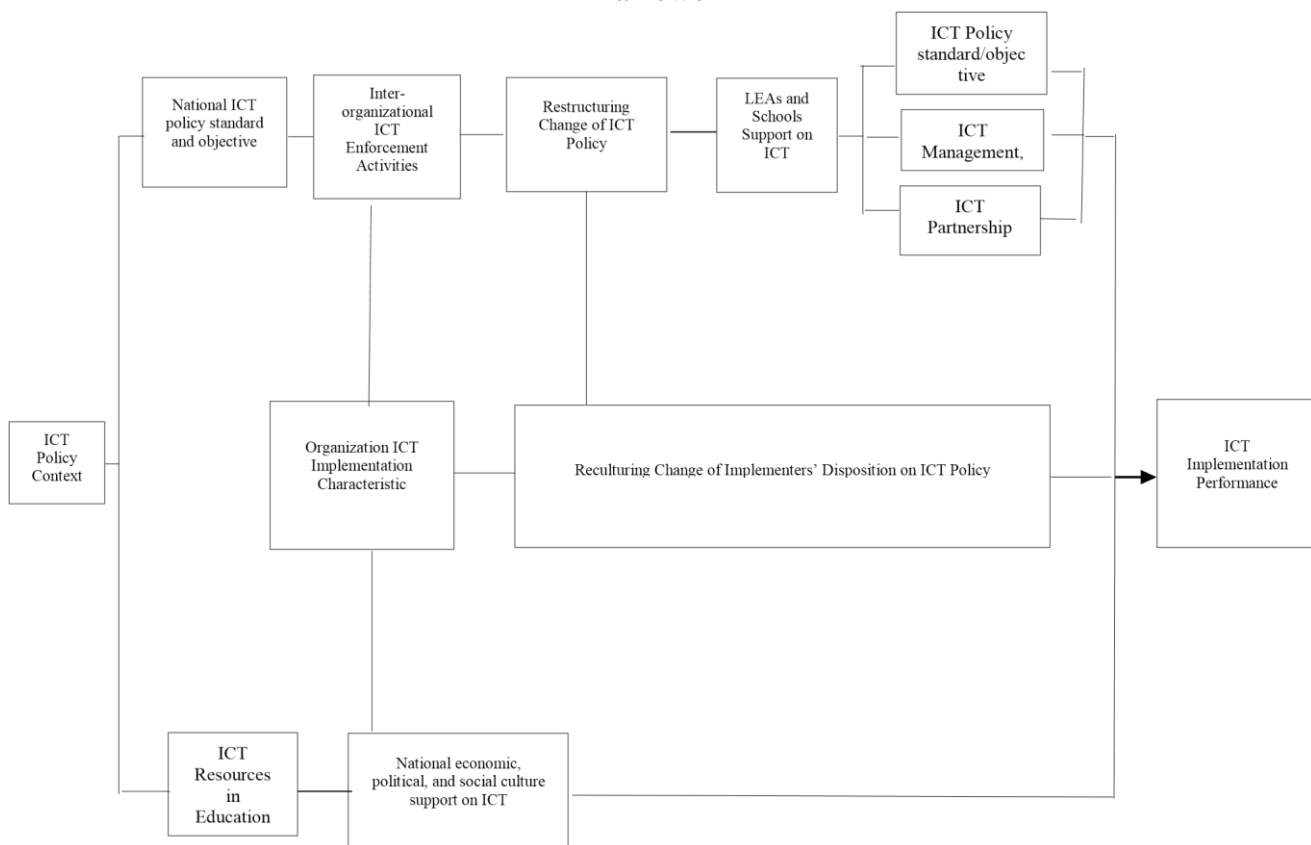 ICT Policy
standard/objec
tive
National ICT
policy standard
and objective
Inter-
organizational
ICT
Enforcement
Activities
Restructuring
Change of ICT
Policy
LEAs and
Schools
Support on
ICT
ICT
Management,
ICT
Partnership
ICT
Policy
Context
Organization ICT
Implementation
Characteristic
Reculturing Change of Implementers’ Disposition on ICT Policy
ICT
Implementation
Performance
ICT
Resources
in
Education
National economic,
political, and social culture
support on ICT